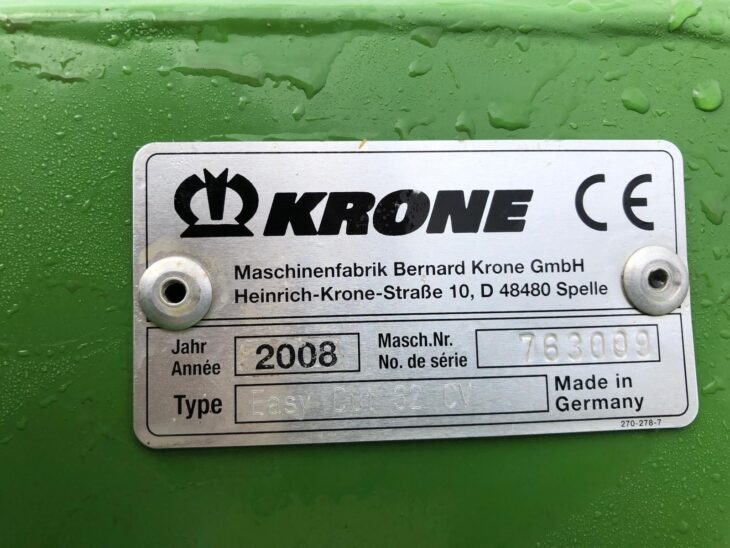 KRONE CE
Maschinenfabrik Bernard Krone GmbH
Heinrich-Krone-Straße 10, D 48480 Spelle
Jahr
Année
2008
Masch.Nr.
No. de série
763009
Type
Easy Cut 32 CV
Made in
Germany
270-278-7